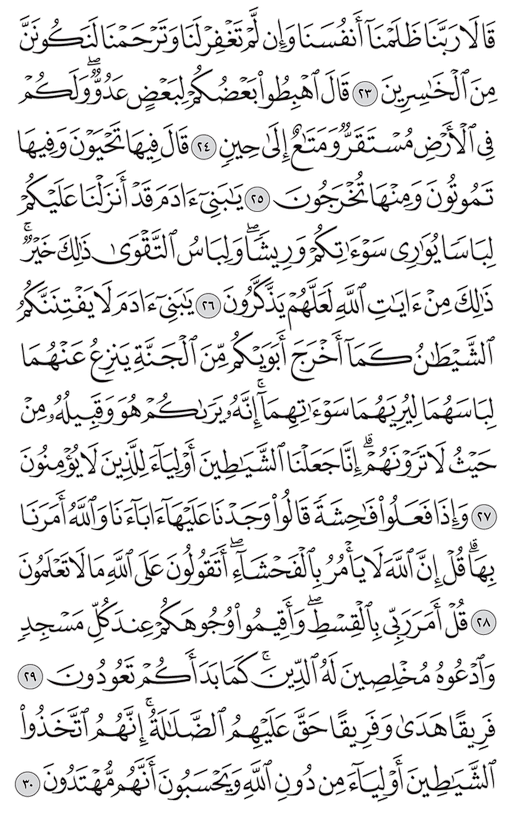 قَالَا رَبَّنَا ظَلَمْنَآ أَنفُسَنَا وَإِن لَّمْ تَغْفِرْ لَنَا وَتَرْحَمْنَا لَنَكُونَنَّ
مِنَ ٱلْخَٰسِرِينَ ٢٣ قَالَ ٱهْبِطُوا۟ بَعْضُكُمْ لِبَعْضٍ عَدُوٌّ ۖ وَلَكُمْ
فِى ٱلْأَرْضِ مُسْتَقَرٌّ وَمَتَٰعٌ إِلَىٰ حِينٍ ٢٤ قَالَ فِيهَا تَحْيَوْنَ وَفِيهَا
تَمُوتُونَ وَمِنْهَا تُخْرَجُونَ ٢٥ يَٰبَنِىٓ ءَادَمَ قَدْ أَنزَلْنَا عَلَيْكُمْ
لِبَاسًا يُوَٰرِى سَوْءَٰتِكُمْ وَرِيشًا ۖ وَلِبَاسُ ٱلتَّقْوَىٰ ذَٰلِكَ خَيْرٌ ۚ
ذَٰلِكَ مِنْ ءَايَٰتِ ٱللَّهِ لَعَلَّهُمْ يَذَّكَّرُونَ ٢٦ يَٰبَنِىٓ ءَادَمَ لَا يَفْتِنَنَّكُمُ
ٱلشَّيْطَٰنُ كَمَآ أَخْرَجَ أَبَوَيْكُم مِّنَ ٱلْجَنَّةِ يَنزِعُ عَنْهُمَا
لِبَاسَهُمَا لِيُرِيَهُمَا سَوْءَٰتِهِمَآ ۗ إِنَّهُۥ يَرَىٰكُمْ هُوَ وَقَبِيلُهُۥ مِنْ
حَيْثُ لَا تَرَوْنَهُمْ ۗ إِنَّا جَعَلْنَا ٱلشَّيَٰطِينَ أَوْلِيَآءَ لِلَّذِينَ لَا يُؤْمِنُونَ
٢٧ وَإِذَا فَعَلُوا۟ فَٰحِشَةً قَالُوا۟ وَجَدْنَا عَلَيْهَآ ءَابَآءَنَا وَٱللَّهُ أَمَرَنَا
بِهَا ۗ قُلْ إِنَّ ٱللَّهَ لَا يَأْمُرُ بِٱلْفَحْشَآءِ ۖ أَتَقُولُونَ عَلَى ٱللَّهِ مَا لَا تَعْلَمُونَ
٢٨ قُلْ أَمَرَ رَبِّى بِٱلْقِسْطِ ۖ وَأَقِيمُوا۟ وُجُوهَكُمْ عِندَ كُلِّ مَسْجِدٍ
وَٱدْعُوهُ مُخْلِصِينَ لَهُ ٱلدِّينَ ۚ كَمَا بَدَأَكُمْ تَعُودُونَ ٢٩
فَرِيقًا هَدَىٰ وَفَرِيقًا حَقَّ عَلَيْهِمُ ٱلضَّلَٰلَةُ ۗ إِنَّهُمُ ٱتَّخَذُوا۟
ٱلشَّيَٰطِينَ أَوْلِيَآءَ مِن دُونِ ٱللَّهِ وَيَحْسَبُونَ أَنَّهُم مُّهْتَدُونَ ٣٠